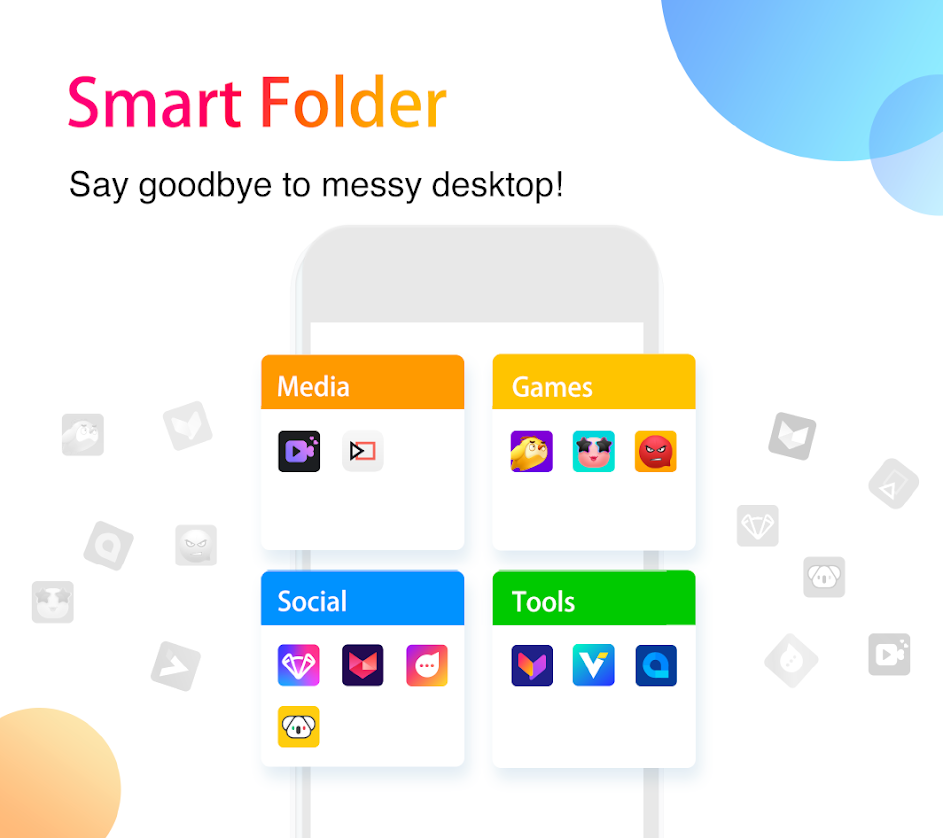 Smart Folder
Say goodbye to messy desktop!
Media
Games
Social
Tools